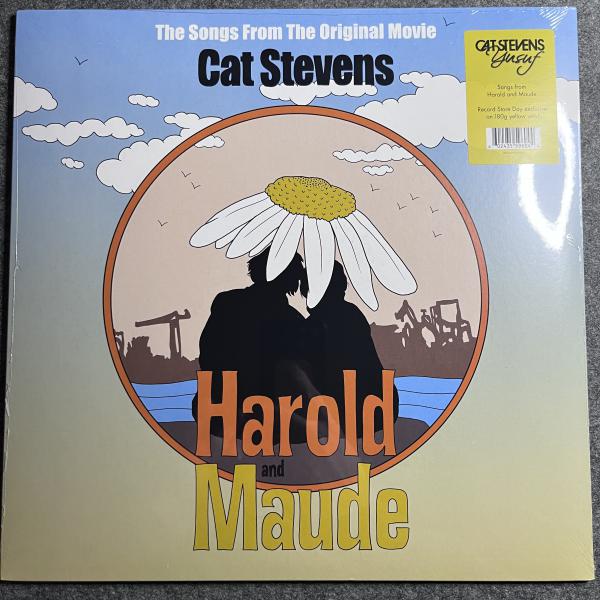 The Songs From The Original Movie
Cat Stevens
CAT STEVENS
Yusuf
Songs from
Harold and Maude
Record Store Day exclusive
on 180g yellow vinyl
Harold
and
Maude